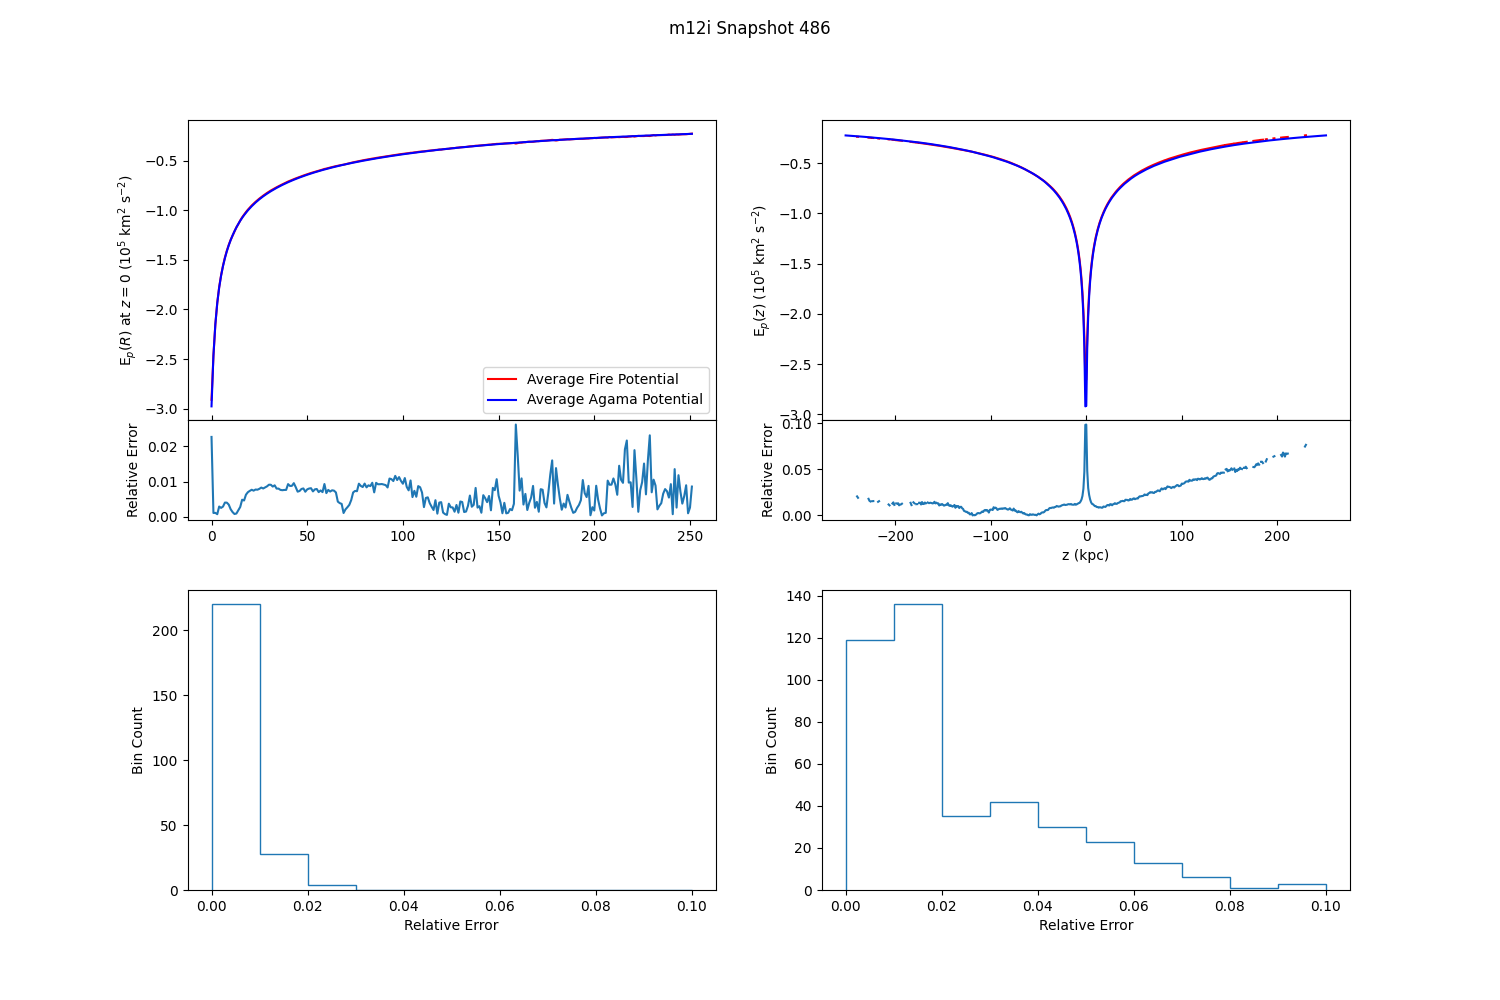 m12i Snapshot 486
E_p(R) at z = 0 (10^5 km^2 s^−2)
−0.5
−1.0
−1.5
−2.0
−2.5
−3.0
Average Fire Potential
Average Agama Potential
Relative Error
0.02
0.01
0.00
0 50 100 150 200 250
R (kpc)
E_p(z) (10^5 km^2 s^−2)
−0.5
−1.0
−1.5
−2.0
−2.5
−3.0
Relative Error
0.10
0.05
0.00
−200 −100 0 100 200
z (kpc)
Bin Count
200
150
100
50
0
0.00 0.02 0.04 0.06 0.08 0.10
Relative Error
Bin Count
140
120
100
80
60
40
20
0
0.00 0.02 0.04 0.06 0.08 0.10
Relative Error